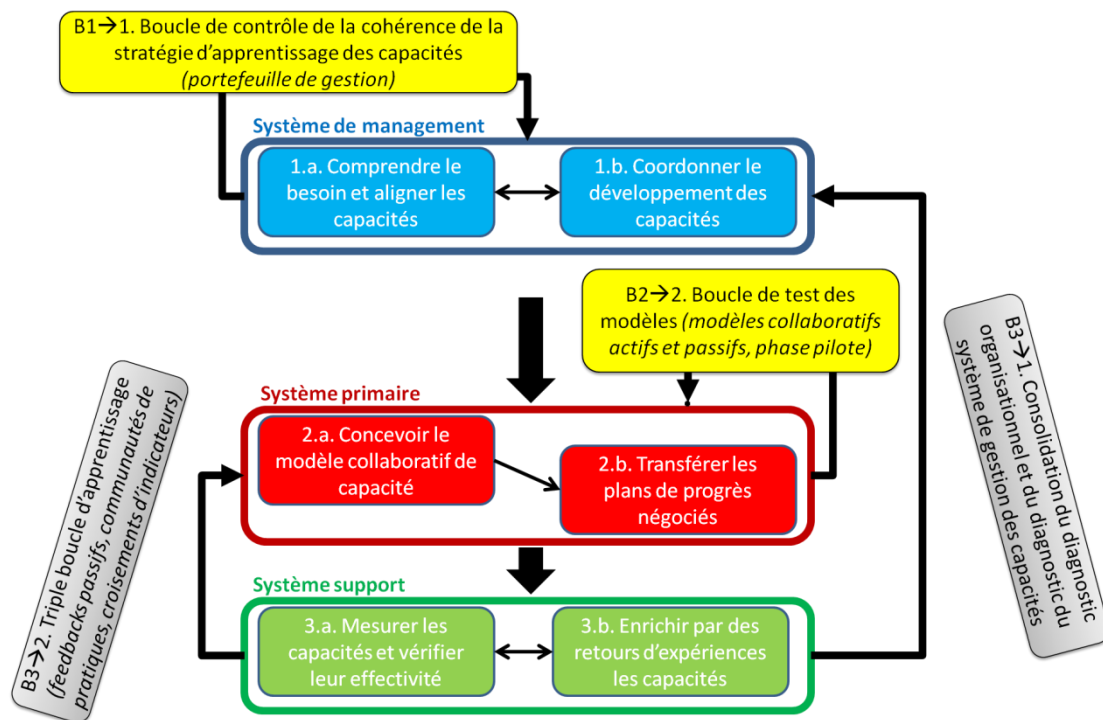 B1→1. Boucle de contrôle de la cohérence de la
stratégie d’apprentissage des capacités
(portefeuille de gestion)
Système de management
1.a. Comprendre le
besoin et aligner les
capacités
1.b. Coordonner le
développement des
capacités
B2→2. Boucle de test des
modèles (modèles collaboratifs
actifs et passifs, phase pilote)
B3→1. Consolidation du diagnostic
organisationnel et du diagnostic du
système de gestion des capacités
B3→2. Triple boucle d’apprentissage
(feedbacks passifs, communautés de
pratiques, croisements d’indicateurs)
Système primaire
2.a. Concevoir le
modèle collaboratif de
capacité
2.b. Transférer les
plans de progrès
négociés
Système support
3.a. Mesurer les
capacités et vérifier
leur effectivité
3.b. Enrichir par des
retours d’expériences
les capacités